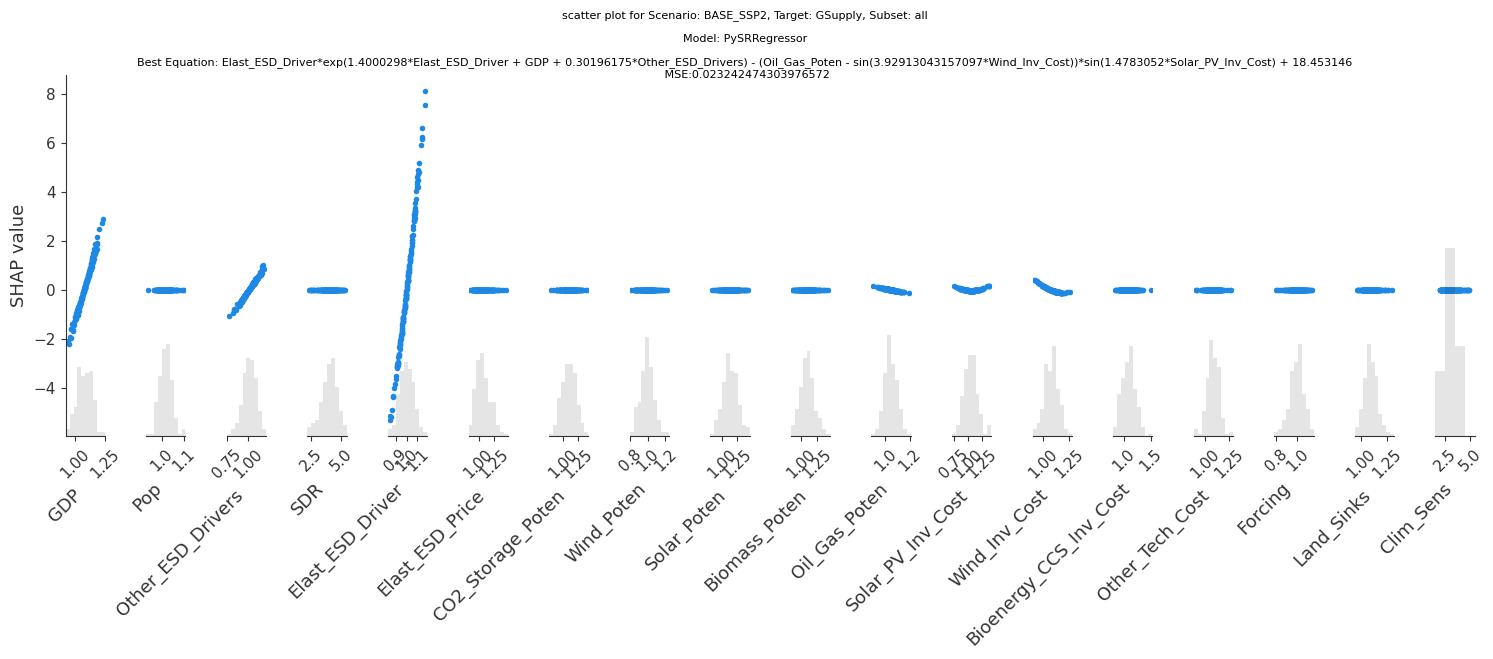 scatter plot for Scenario: BASE_SSP2, Target: GSupply, Subset: all
Model: PySRRegressor
Best Equation: Elast_ESD_Driver*exp(1.4000298*Elast_ESD_Driver + GDP + 0.30196175*Other_ESD_Drivers) - (Oil_Gas_Poten - sin(3.92913043157097*Wind_Inv_Cost))*sin(1.4783052*Solar_PV_Inv_Cost) + 18.453146
MSE:0.023242474303976572
8
6
4
2
0
−2
−4
SHAP value
1.00 1.25
1.0 1.1
0.75 1.00
2.5 5.0
0.9 1.0 1.1
1.00 1.25
1.00 1.25
0.8 1.0 1.2
1.00 1.25
1.00 1.25
1.0 1.2
0.75 1.00 1.25
1.00 1.25
1.0 1.5
1.00 1.25
0.8 1.0
1.00 1.25
2.5 5.0
GDP
Pop
Other_ESD_Drivers
SDR
Elast_ESD_Driver
Elast_ESD_Price
CO2_Storage_Poten
Wind_Poten
Solar_Poten
Biomass_Poten
Oil_Gas_Poten
Solar_PV_Inv_Cost
Wind_Inv_Cost
Bioenergy_CCS_Inv_Cost
Other_Tech_Cost
Forcing
Land_Sinks
Clim_Sens